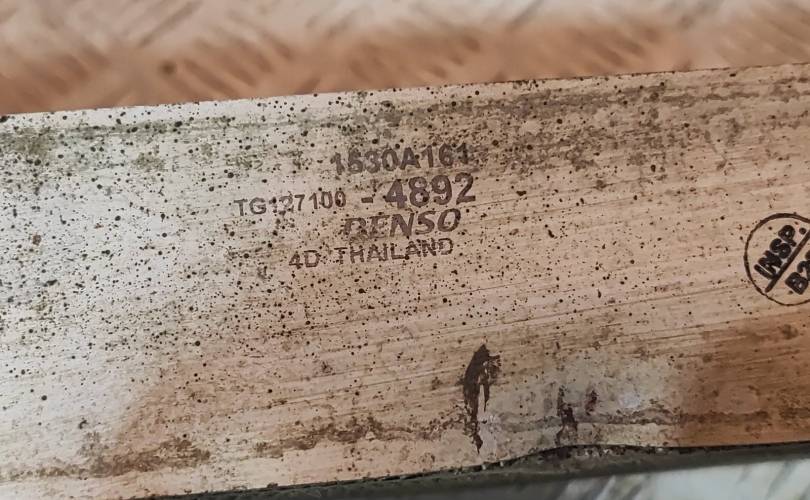 1530A161
TG127100 - 4892
DENSO
4D THAILAND
INSP.